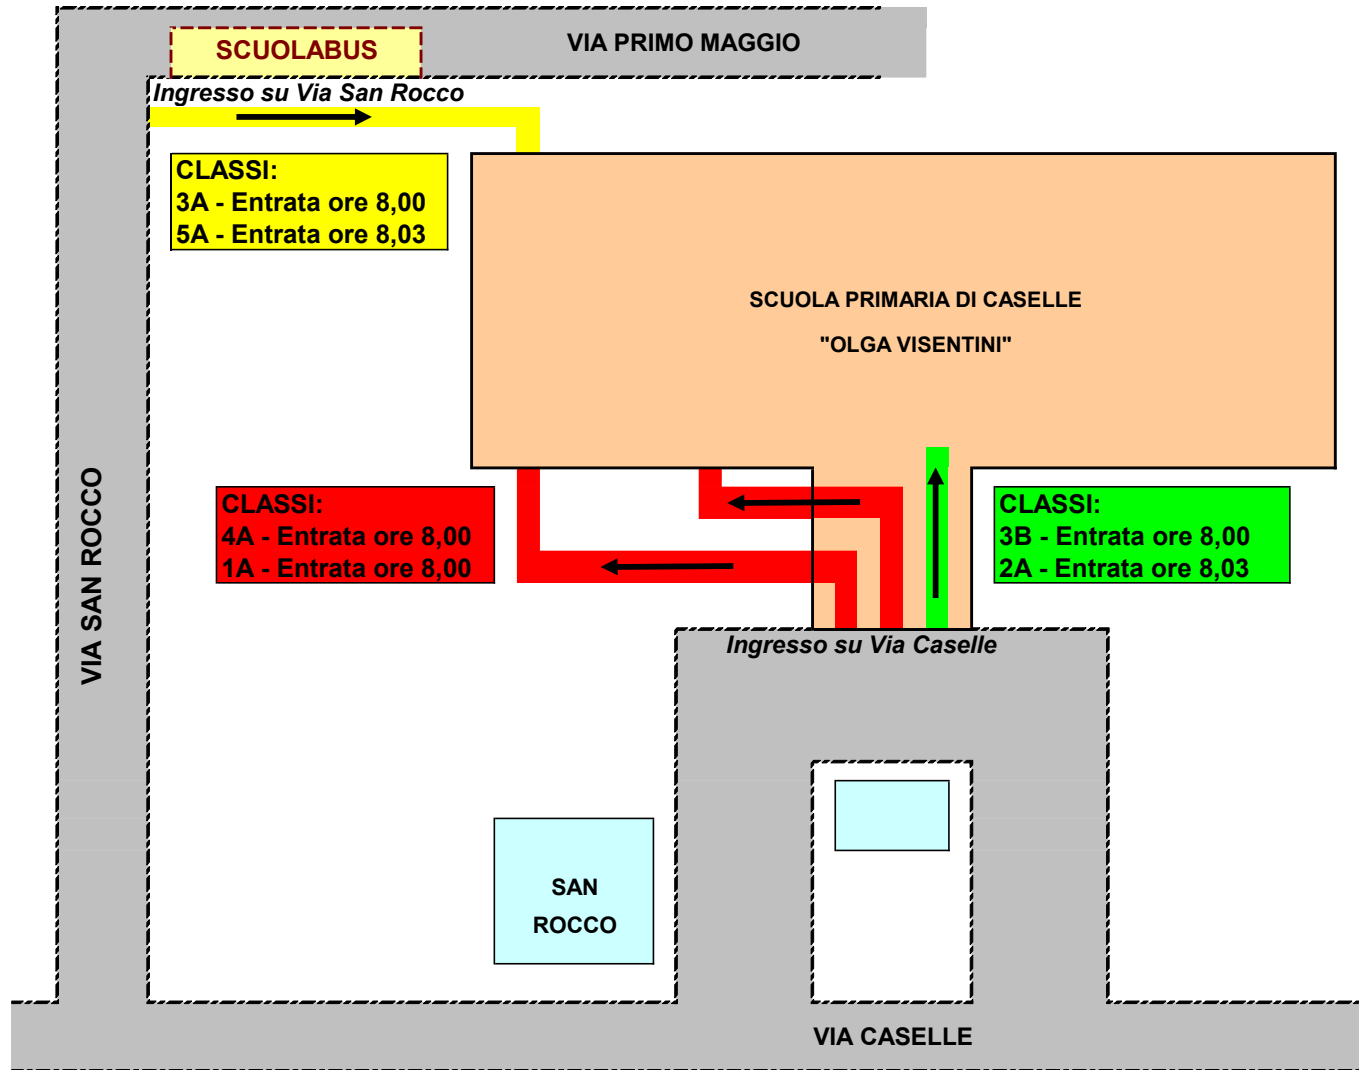 SCUOLABUS
VIA PRIMO MAGGIO
Ingresso su Via San Rocco
CLASSI:
3A - Entrata ore 8,00
5A - Entrata ore 8,03
SCUOLA PRIMARIA DI CASELLE
"OLGA VISENTINI"
VIA SAN ROCCO
CLASSI:
4A - Entrata ore 8,00
1A - Entrata ore 8,00
CLASSI:
3B - Entrata ore 8,00
2A - Entrata ore 8,03
Ingresso su Via Caselle
SAN
ROCCO
VIA CASELLE